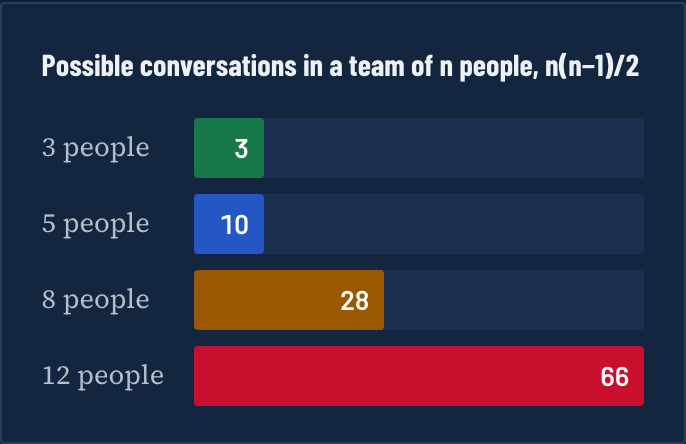 Possible conversations in a team of n people, n(n−1)/2
3 people 3
5 people 10
8 people 28
12 people 66